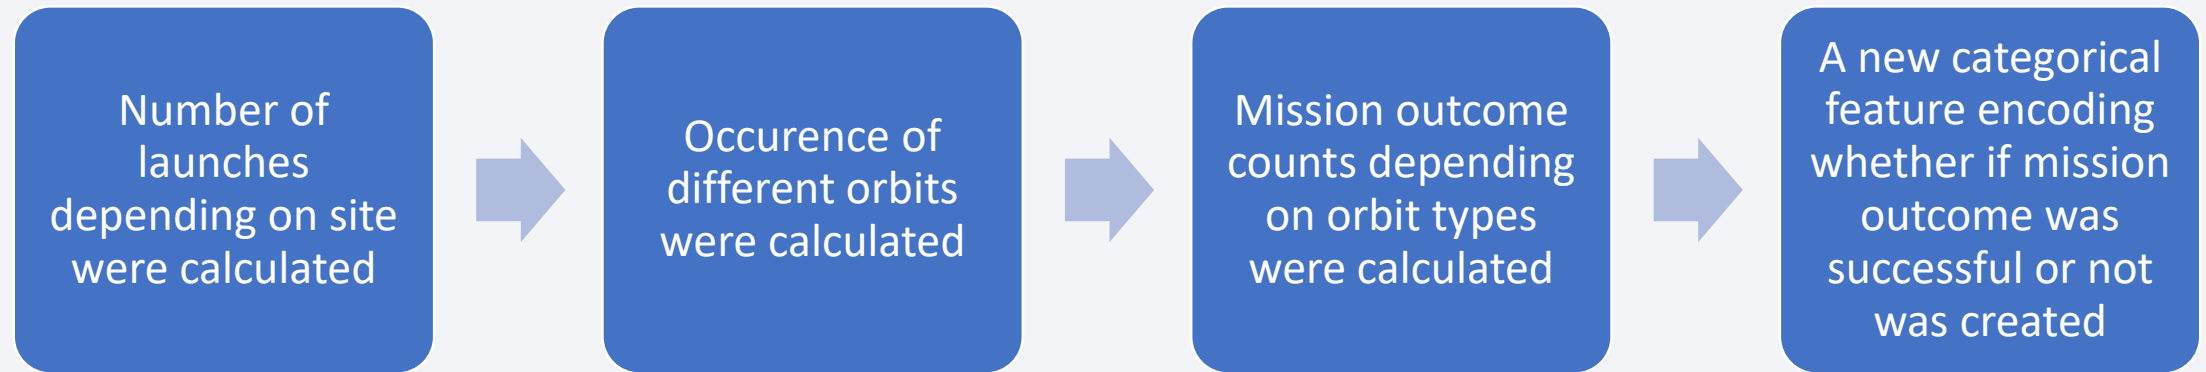 Number of
launches
depending on site
were calculated
Occurence of
different orbits
were calculated
Mission outcome
counts depending
on orbit types
were calculated
A new categorical
feature encoding
whether if mission
outcome was
successful or not
was created